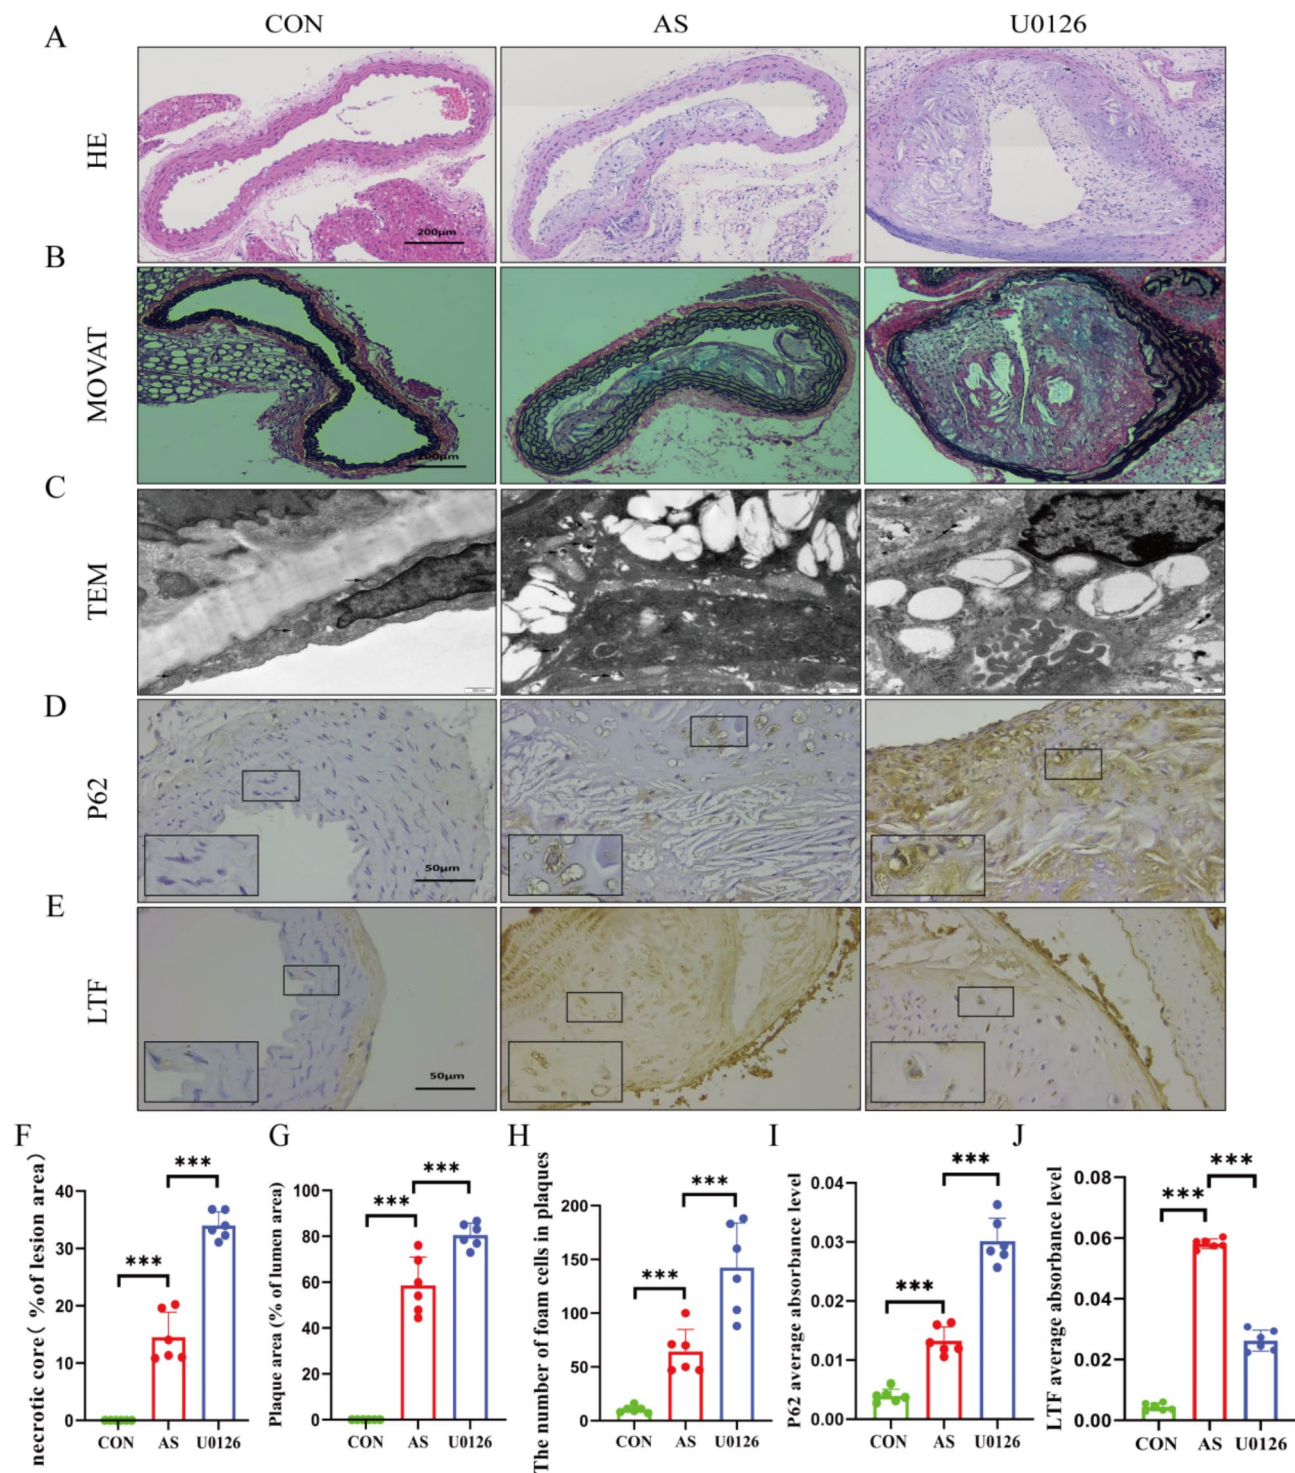 CON AS U0126
A
HE
200μm
B
MOVAT
200μm
C
TEM
D
P62
50μm
E
LTF
50μm
F
necrotic core( %of lesion area)
40
30
20
10
0
***
***
CON AS U0126
G
Plaque area (% of lumen area)
100
80
60
40
20
0
***
***
CON AS U0126
H
The number of foam cells in plaques
200
150
100
50
0
***
***
CON AS U0126
I
P62 average absorbance level
0.04
0.03
0.02
0.01
0.00
***
***
CON AS U0126
J
LTF average absorbance level
0.08
0.06
0.04
0.02
0.00
***
***
CON AS U0126